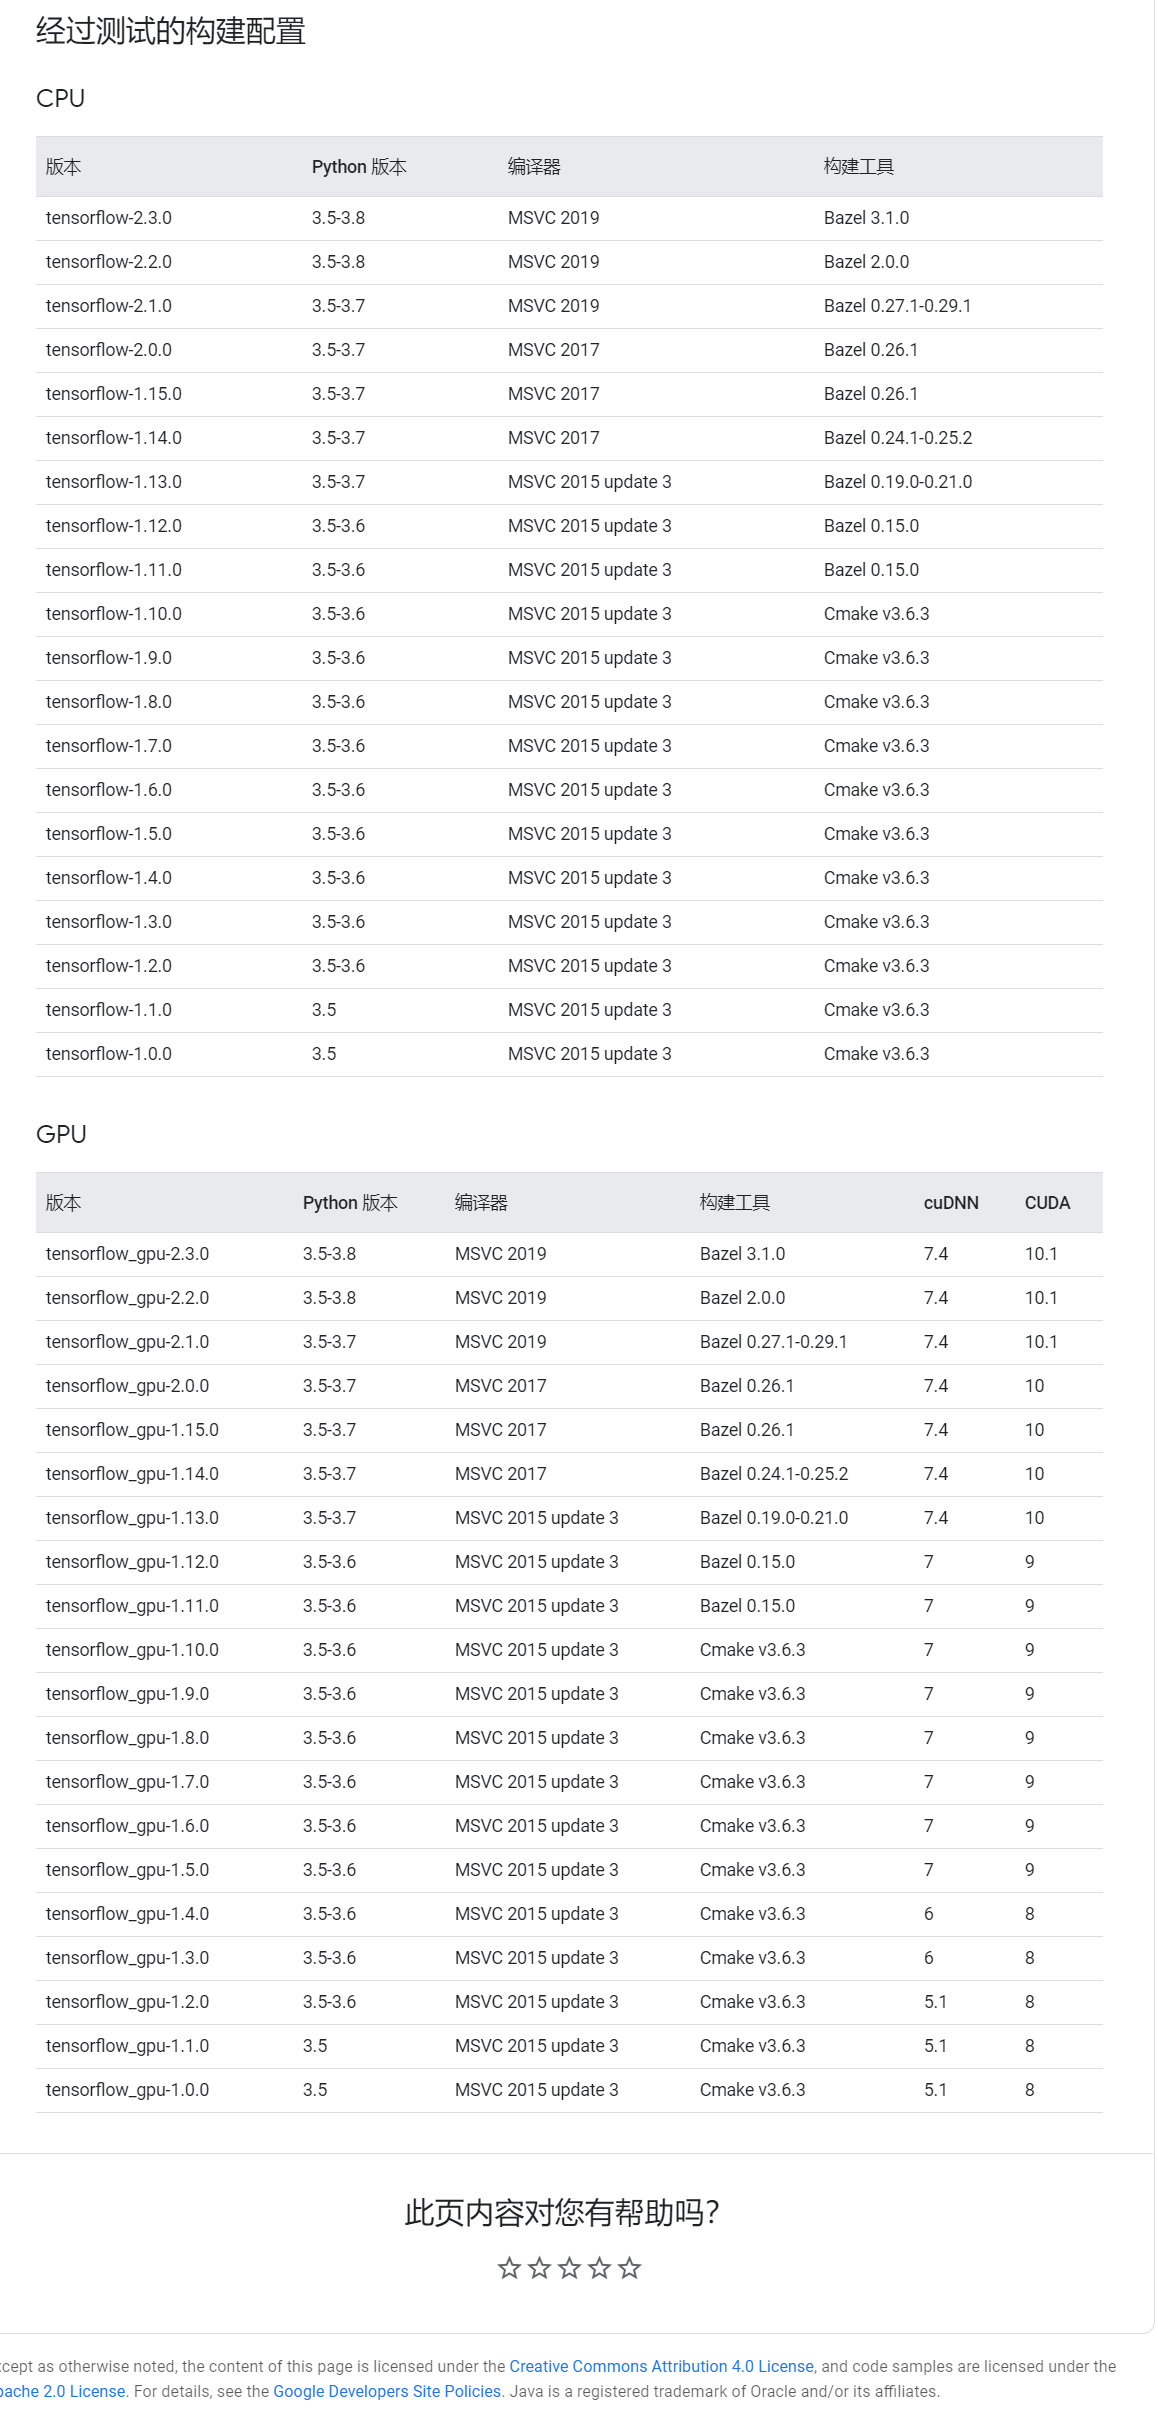 经过测试的构建配置
CPU
版本 Python 版本 编译器 构建工具
tensorflow-2.3.0 3.5-3.8 MSVC 2019 Bazel 3.1.0
tensorflow-2.2.0 3.5-3.8 MSVC 2019 Bazel 2.0.0
tensorflow-2.1.0 3.5-3.7 MSVC 2019 Bazel 0.27.1-0.29.1
tensorflow-2.0.0 3.5-3.7 MSVC 2017 Bazel 0.26.1
tensorflow-1.15.0 3.5-3.7 MSVC 2017 Bazel 0.26.1
tensorflow-1.14.0 3.5-3.7 MSVC 2017 Bazel 0.24.1-0.25.2
tensorflow-1.13.0 3.5-3.7 MSVC 2015 update 3 Bazel 0.19.0-0.21.0
tensorflow-1.12.0 3.5-3.6 MSVC 2015 update 3 Bazel 0.15.0
tensorflow-1.11.0 3.5-3.6 MSVC 2015 update 3 Bazel 0.15.0
tensorflow-1.10.0 3.5-3.6 MSVC 2015 update 3 Cmake v3.6.3
tensorflow-1.9.0 3.5-3.6 MSVC 2015 update 3 Cmake v3.6.3
tensorflow-1.8.0 3.5-3.6 MSVC 2015 update 3 Cmake v3.6.3
tensorflow-1.7.0 3.5-3.6 MSVC 2015 update 3 Cmake v3.6.3
tensorflow-1.6.0 3.5-3.6 MSVC 2015 update 3 Cmake v3.6.3
tensorflow-1.5.0 3.5-3.6 MSVC 2015 update 3 Cmake v3.6.3
tensorflow-1.4.0 3.5-3.6 MSVC 2015 update 3 Cmake v3.6.3
tensorflow-1.3.0 3.5-3.6 MSVC 2015 update 3 Cmake v3.6.3
tensorflow-1.2.0 3.5-3.6 MSVC 2015 update 3 Cmake v3.6.3
tensorflow-1.1.0 3.5 MSVC 2015 update 3 Cmake v3.6.3
tensorflow-1.0.0 3.5 MSVC 2015 update 3 Cmake v3.6.3
GPU
版本 Python 版本 编译器 构建工具 cuDNN CUDA
tensorflow_gpu-2.3.0 3.5-3.8 MSVC 2019 Bazel 3.1.0 7.4 10.1
tensorflow_gpu-2.2.0 3.5-3.8 MSVC 2019 Bazel 2.0.0 7.4 10.1
tensorflow_gpu-2.1.0 3.5-3.7 MSVC 2019 Bazel 0.27.1-0.29.1 7.4 10.1
tensorflow_gpu-2.0.0 3.5-3.7 MSVC 2017 Bazel 0.26.1 7.4 10
tensorflow_gpu-1.15.0 3.5-3.7 MSVC 2017 Bazel 0.26.1 7.4 10
tensorflow_gpu-1.14.0 3.5-3.7 MSVC 2017 Bazel 0.24.1-0.25.2 7.4 10
tensorflow_gpu-1.13.0 3.5-3.7 MSVC 2015 update 3 Bazel 0.19.0-0.21.0 7.4 10
tensorflow_gpu-1.12.0 3.5-3.6 MSVC 2015 update 3 Bazel 0.15.0 7 9
tensorflow_gpu-1.11.0 3.5-3.6 MSVC 2015 update 3 Bazel 0.15.0 7 9
tensorflow_gpu-1.10.0 3.5-3.6 MSVC 2015 update 3 Cmake v3.6.3 7 9
tensorflow_gpu-1.9.0 3.5-3.6 MSVC 2015 update 3 Cmake v3.6.3 7 9
tensorflow_gpu-1.8.0 3.5-3.6 MSVC 2015 update 3 Cmake v3.6.3 7 9
tensorflow_gpu-1.7.0 3.5-3.6 MSVC 2015 update 3 Cmake v3.6.3 7 9
tensorflow_gpu-1.6.0 3.5-3.6 MSVC 2015 update 3 Cmake v3.6.3 7 9
tensorflow_gpu-1.5.0 3.5-3.6 MSVC 2015 update 3 Cmake v3.6.3 7 9
tensorflow_gpu-1.4.0 3.5-3.6 MSVC 2015 update 3 Cmake v3.6.3 6 8
tensorflow_gpu-1.3.0 3.5-3.6 MSVC 2015 update 3 Cmake v3.6.3 6 8
tensorflow_gpu-1.2.0 3.5-3.6 MSVC 2015 update 3 Cmake v3.6.3 5.1 8
tensorflow_gpu-1.1.0 3.5 MSVC 2015 update 3 Cmake v3.6.3 5.1 8
tensorflow_gpu-1.0.0 3.5 MSVC 2015 update 3 Cmake v3.6.3 5.1 8
此页内容对您有帮助吗？
cept as otherwise noted, the content of this page is licensed under the Creative Commons Attribution 4.0 License, and code samples are licensed under the
pache 2.0 License. For details, see the Google Developers Site Policies. Java is a registered trademark of Oracle and/or its affiliates.